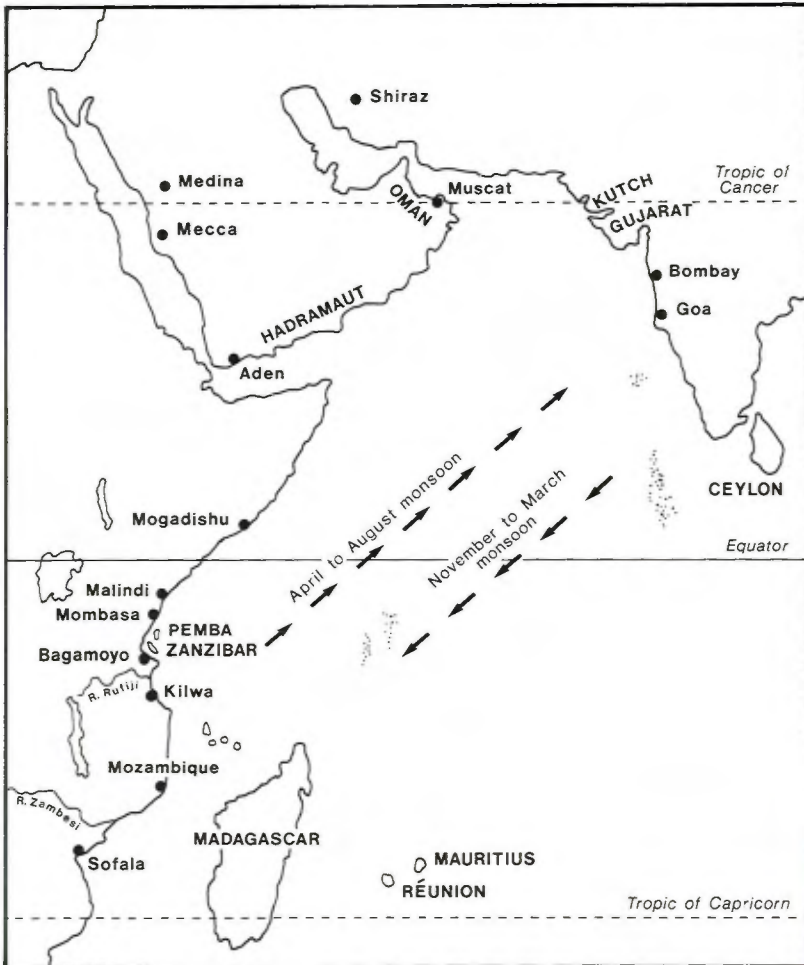 Shiraz
Medina
Muscat
Tropic of
Cancer
OMAN
KUTCH
GUJARAT
Mecca
Bombay
Goa
HADRAMAUT
Aden
April to August monsoon
November to March
monsoon
CEYLON
Mogadishu
Equator
Malindi
Mombasa
PEMBA
ZANZIBAR
Bagamoyo
R. Rufiji
Kilwa
Mozambique
R. Zambesi
MADAGASCAR
Sofala
MAURITIUS
RÉUNION
Tropic of Capricorn